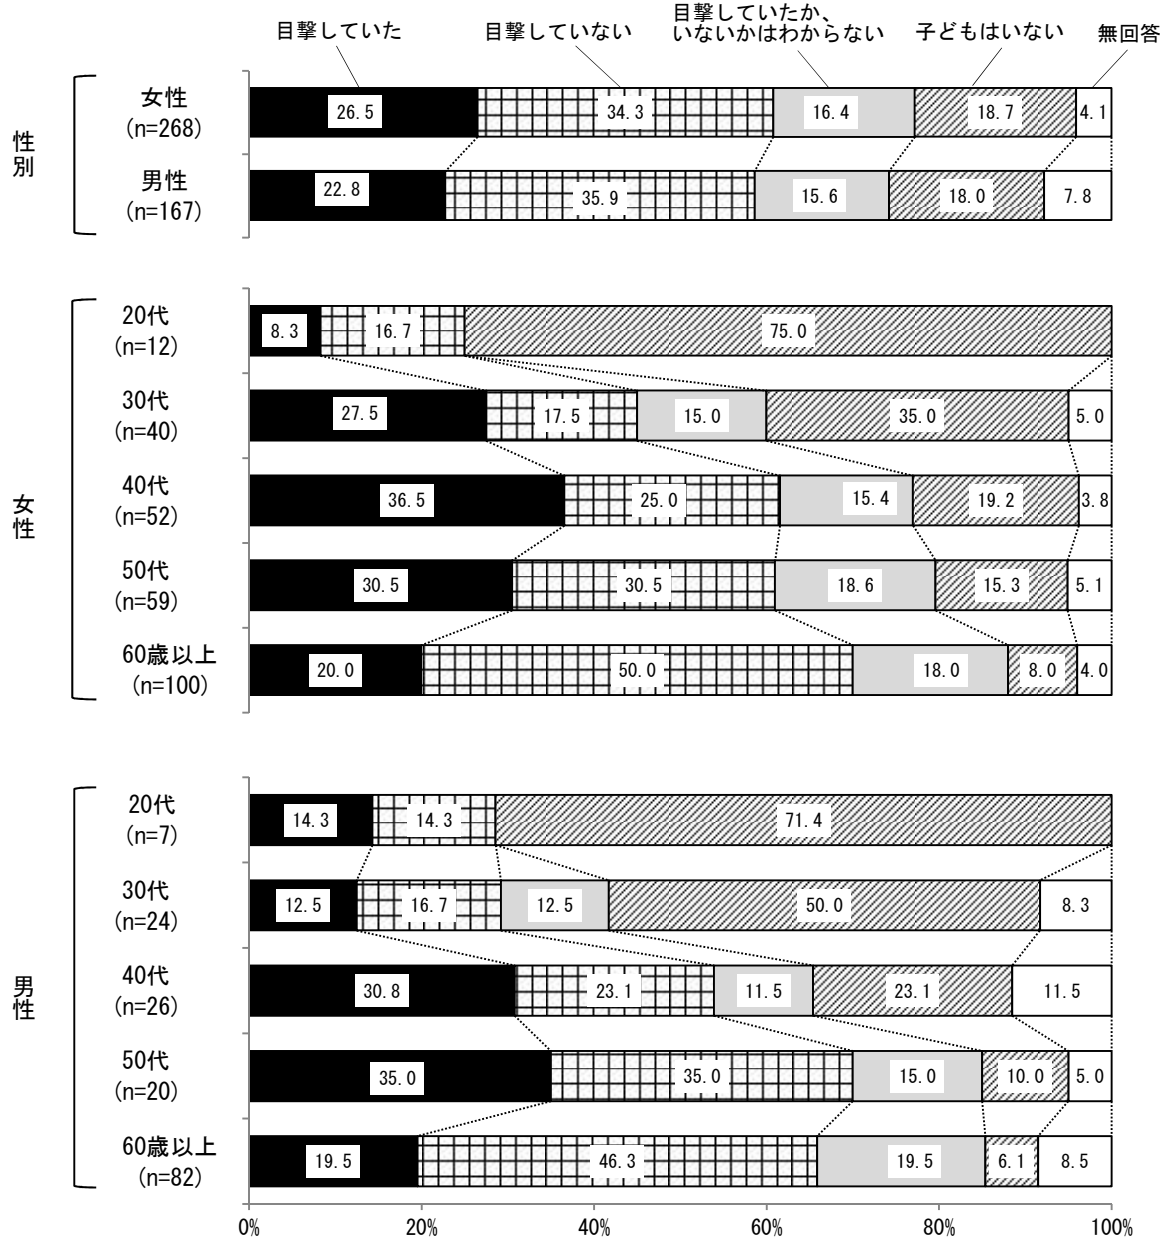 目撃していたか、
目撃していた 目撃していない いないかはわからない 子どもはいない 無回答
性別
女性
(n=268)
26.5 34.3 16.4 18.7 4.1
男性
(n=167)
22.8 35.9 15.6 18.0 7.8
女性
20代
(n=12)
8.3 16.7 75.0
30代
(n=40)
27.5 17.5 15.0 35.0 5.0
40代
(n=52)
36.5 25.0 15.4 19.2 3.8
50代
(n=59)
30.5 30.5 18.6 15.3 5.1
60歳以上
(n=100)
20.0 50.0 18.0 8.0 4.0
男性
20代
(n=7)
14.3 14.3 71.4
30代
(n=24)
12.5 16.7 12.5 50.0 8.3
40代
(n=26)
30.8 23.1 11.5 23.1 11.5
50代
(n=20)
35.0 35.0 15.0 10.0 5.0
60歳以上
(n=82)
19.5 46.3 19.5 6.1 8.5
0% 20% 40% 60% 80% 100%